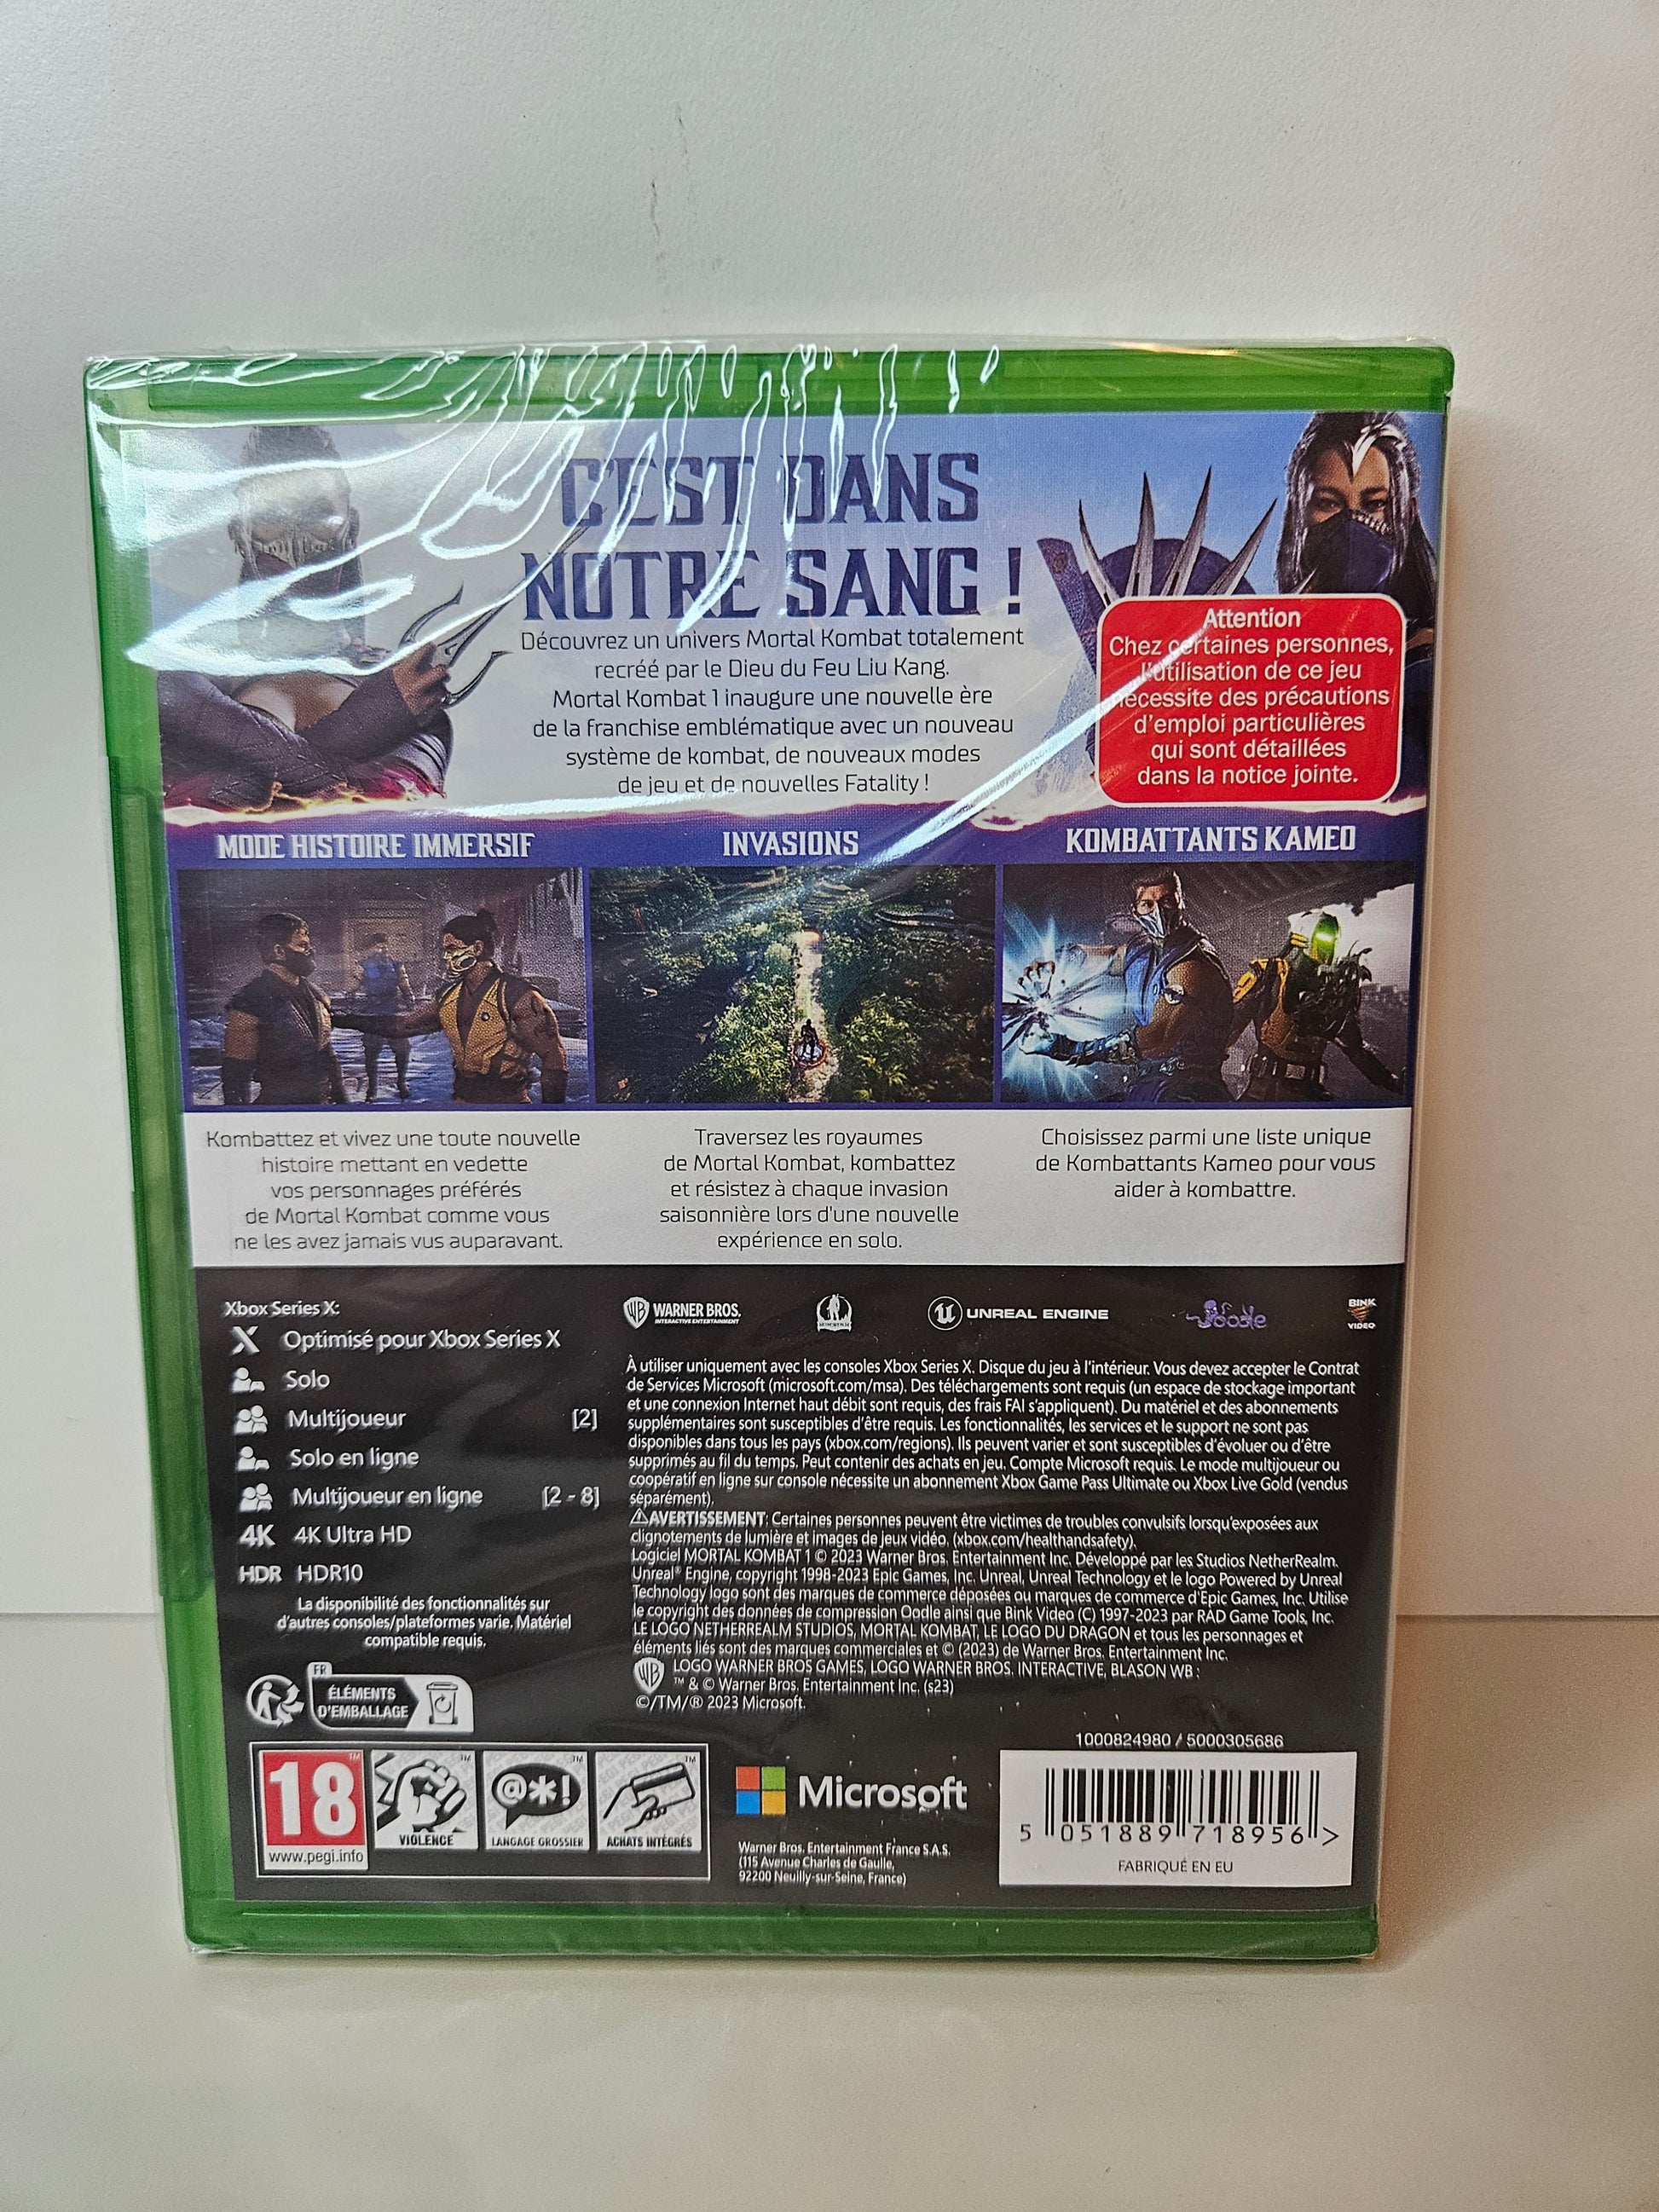 C'EST DANS
NOTRE SANG !
Découvrez un univers Mortal Kombat totalement
recréé par le Dieu du Feu Liu Kang.
Mortal Kombat 1 inaugure une nouvelle ère
de la franchise emblématique avec un nouveau
système de kombat, de nouveaux modes
de jeu et de nouvelles Fatality !
Attention
Chez certaines personnes,
l'utilisation de ce jeu
nécessite des précautions
d'emploi particulières
qui sont détaillées
dans la notice jointe.
MODE HISTOIRE IMMERSIF
Kombattez et vivez une toute nouvelle
histoire mettant en vedette
vos personnages préférés
de Mortal Kombat comme vous
ne les avez jamais vus auparavant.
INVASIONS
Traversez les royaumes
de Mortal Kombat, kombattez
et résistez à chaque invasion
saisonnière lors d'une nouvelle
expérience en solo.
KOMBATTANTS KAMEO
Choisissez parmi une liste unique
de Kombattants Kameo pour vous
aider à kombattre.
Xbox Series X:
Optimisé pour Xbox Series X
Solo
Multijoueur [2]
Solo en ligne
Multijoueur en ligne [2 - 8]
4K 4K Ultra HD
HDR HDR10
La disponibilité des fonctionnalités sur
d'autres consoles/plateformes varie. Matériel
compatible requis.
FR
ÉLÉMENTS
D'EMBALLAGE
WARNER BROS.
INTERACTIVE ENTERTAINMENT
UNREAL ENGINE
Oodle
BINK
VIDEO
À utiliser uniquement avec les consoles Xbox Series X. Disque du jeu à l'intérieur. Vous devez accepter le Contrat
de Services Microsoft (microsoft.com/msa). Des téléchargements sont requis (un espace de stockage important
et une connexion Internet haut débit sont requis, des frais FAI s'appliquent). Du matériel et des abonnements
supplémentaires sont susceptibles d'être requis. Les fonctionnalités, les services et le support ne sont pas
disponibles dans tous les pays (xbox.com/regions). Ils peuvent varier et sont susceptibles d'évoluer ou d'être
supprimés au fil du temps. Peut contenir des achats en jeu. Compte Microsoft requis. Le mode multijoueur ou
coopératif en ligne sur console nécessite un abonnement Xbox Game Pass Ultimate ou Xbox Live Gold (vendus
séparément).
⚠AVERTISSEMENT: Certaines personnes peuvent être victimes de troubles convulsifs lorsqu'exposées aux
clignotements de lumière et images de jeux vidéo. (xbox.com/healthandsafety).
Logiciel MORTAL KOMBAT 1 © 2023 Warner Bros. Entertainment Inc. Développé par les Studios NetherRealm.
Unreal® Engine, copyright 1998-2023 Epic Games, Inc. Unreal, Unreal Technology et le logo Powered by Unreal
Technology logo sont des marques de commerce déposées ou marques de commerce d'Epic Games, Inc. Utilise
le copyright des données de compression Oodle ainsi que Bink Video (C) 1997-2023 par RAD Game Tools, Inc.
LE LOGO NETHERREALM STUDIOS, MORTAL KOMBAT, LE LOGO DU DRAGON et tous les personnages et
éléments liés sont des marques commerciales et © (2023) de Warner Bros. Entertainment Inc.
LOGO WARNER BROS GAMES, LOGO WARNER BROS. INTERACTIVE, BLASON WB :
™ & © Warner Bros. Entertainment Inc. (s23)
©/TM/® 2023 Microsoft.
18
www.pegi.info
VIOLENCE
@*!
LANGAGE GROSSIER
ACHATS INTÉGRÉS
Microsoft
Warner Bros. Entertainment France S.A.S.
(115 Avenue Charles de Gaulle,
92200 Neuilly-sur-Seine, France)
1000824980 / 5000305686
5 051889 718956 >
FABRIQUÉ EN EU